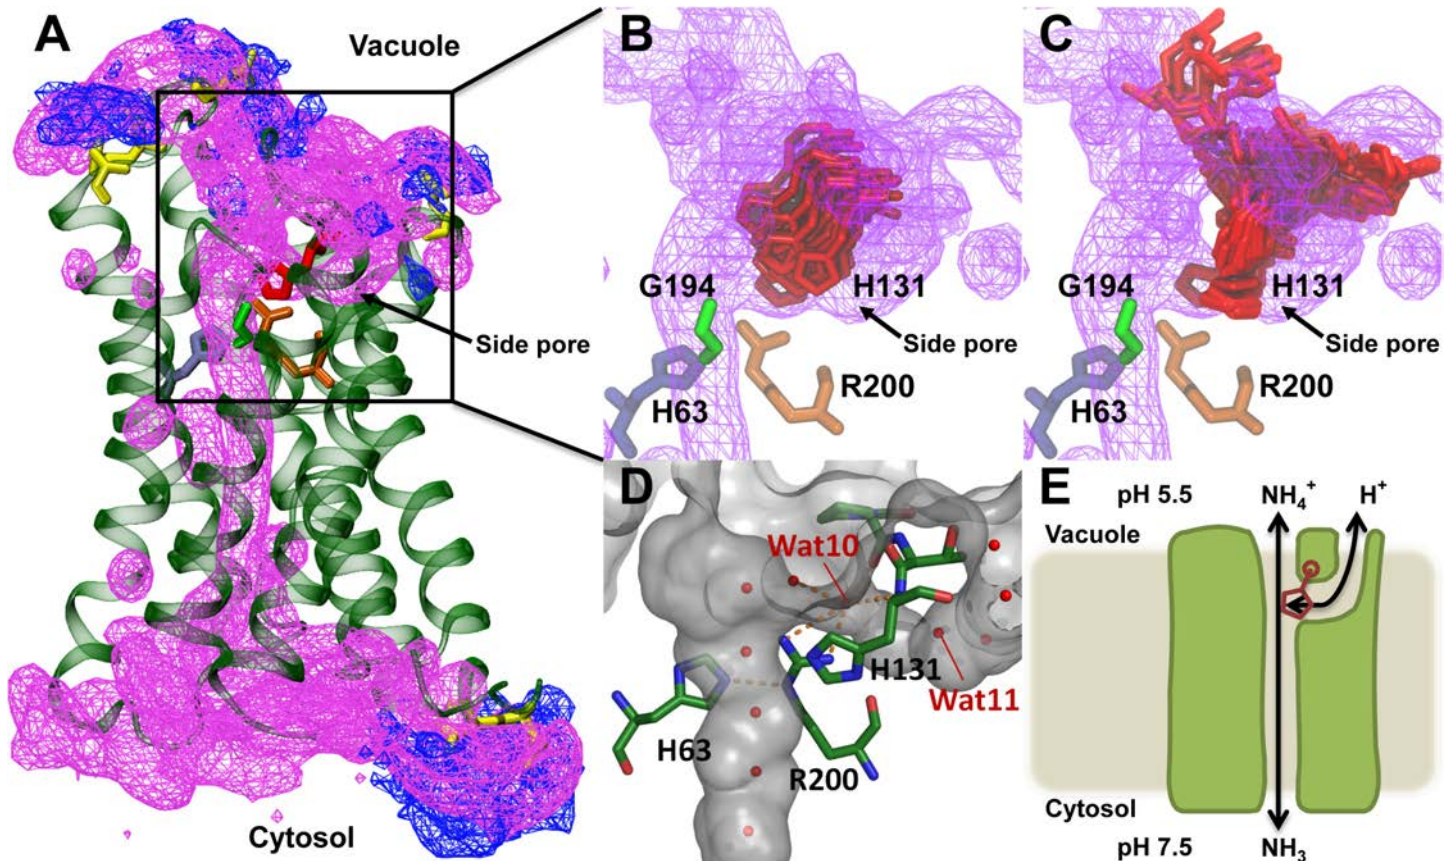 A
Vacuole
Side pore
Cytosol
B
G194
H131
Side pore
R200
H63
C
G194
H131
Side pore
R200
H63
D
Wat10
H131
Wat11
H63
R200
E
pH 5.5
NH₄⁺
H⁺
Vacuole
Cytosol
pH 7.5
NH₃